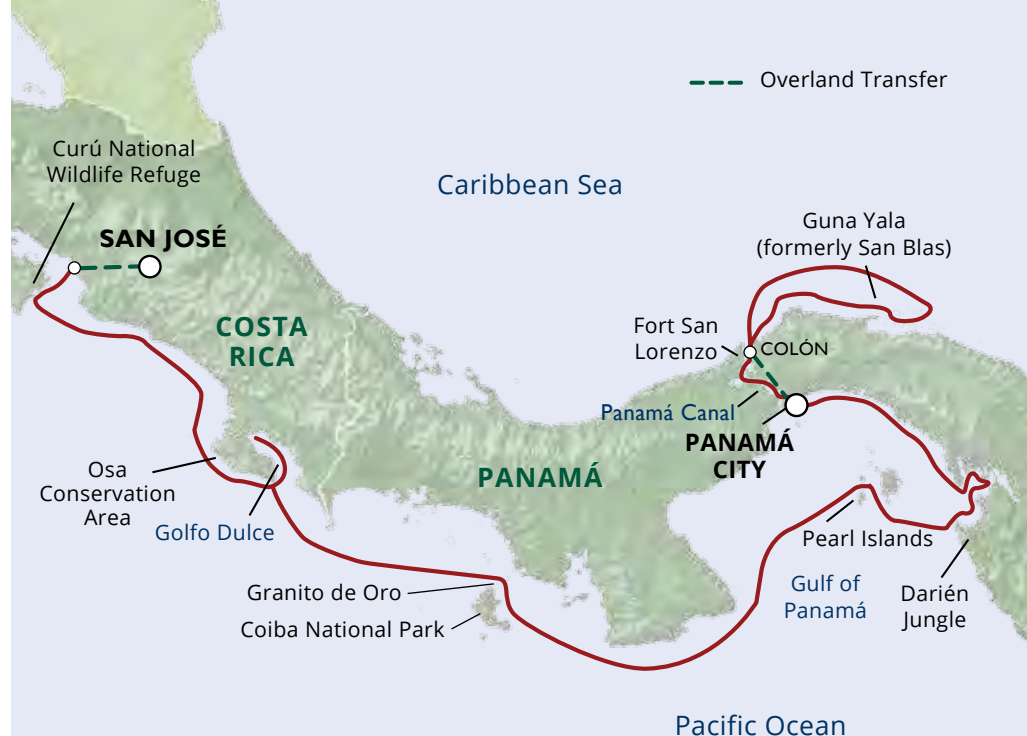 Overland Transfer
Curú National
Wildlife Refuge
Caribbean Sea
SAN JOSÉ
Guna Yala
(formerly San Blas)
COSTA
RICA
Fort San
Lorenzo
COLÓN
Panamá Canal
PANAMÁ
CITY
PANAMÁ
Osa
Conservation
Area
Golfo Dulce
Pearl Islands
Granito de Oro
Gulf of
Panamá
Darién
Jungle
Coiba National Park
Pacific Ocean